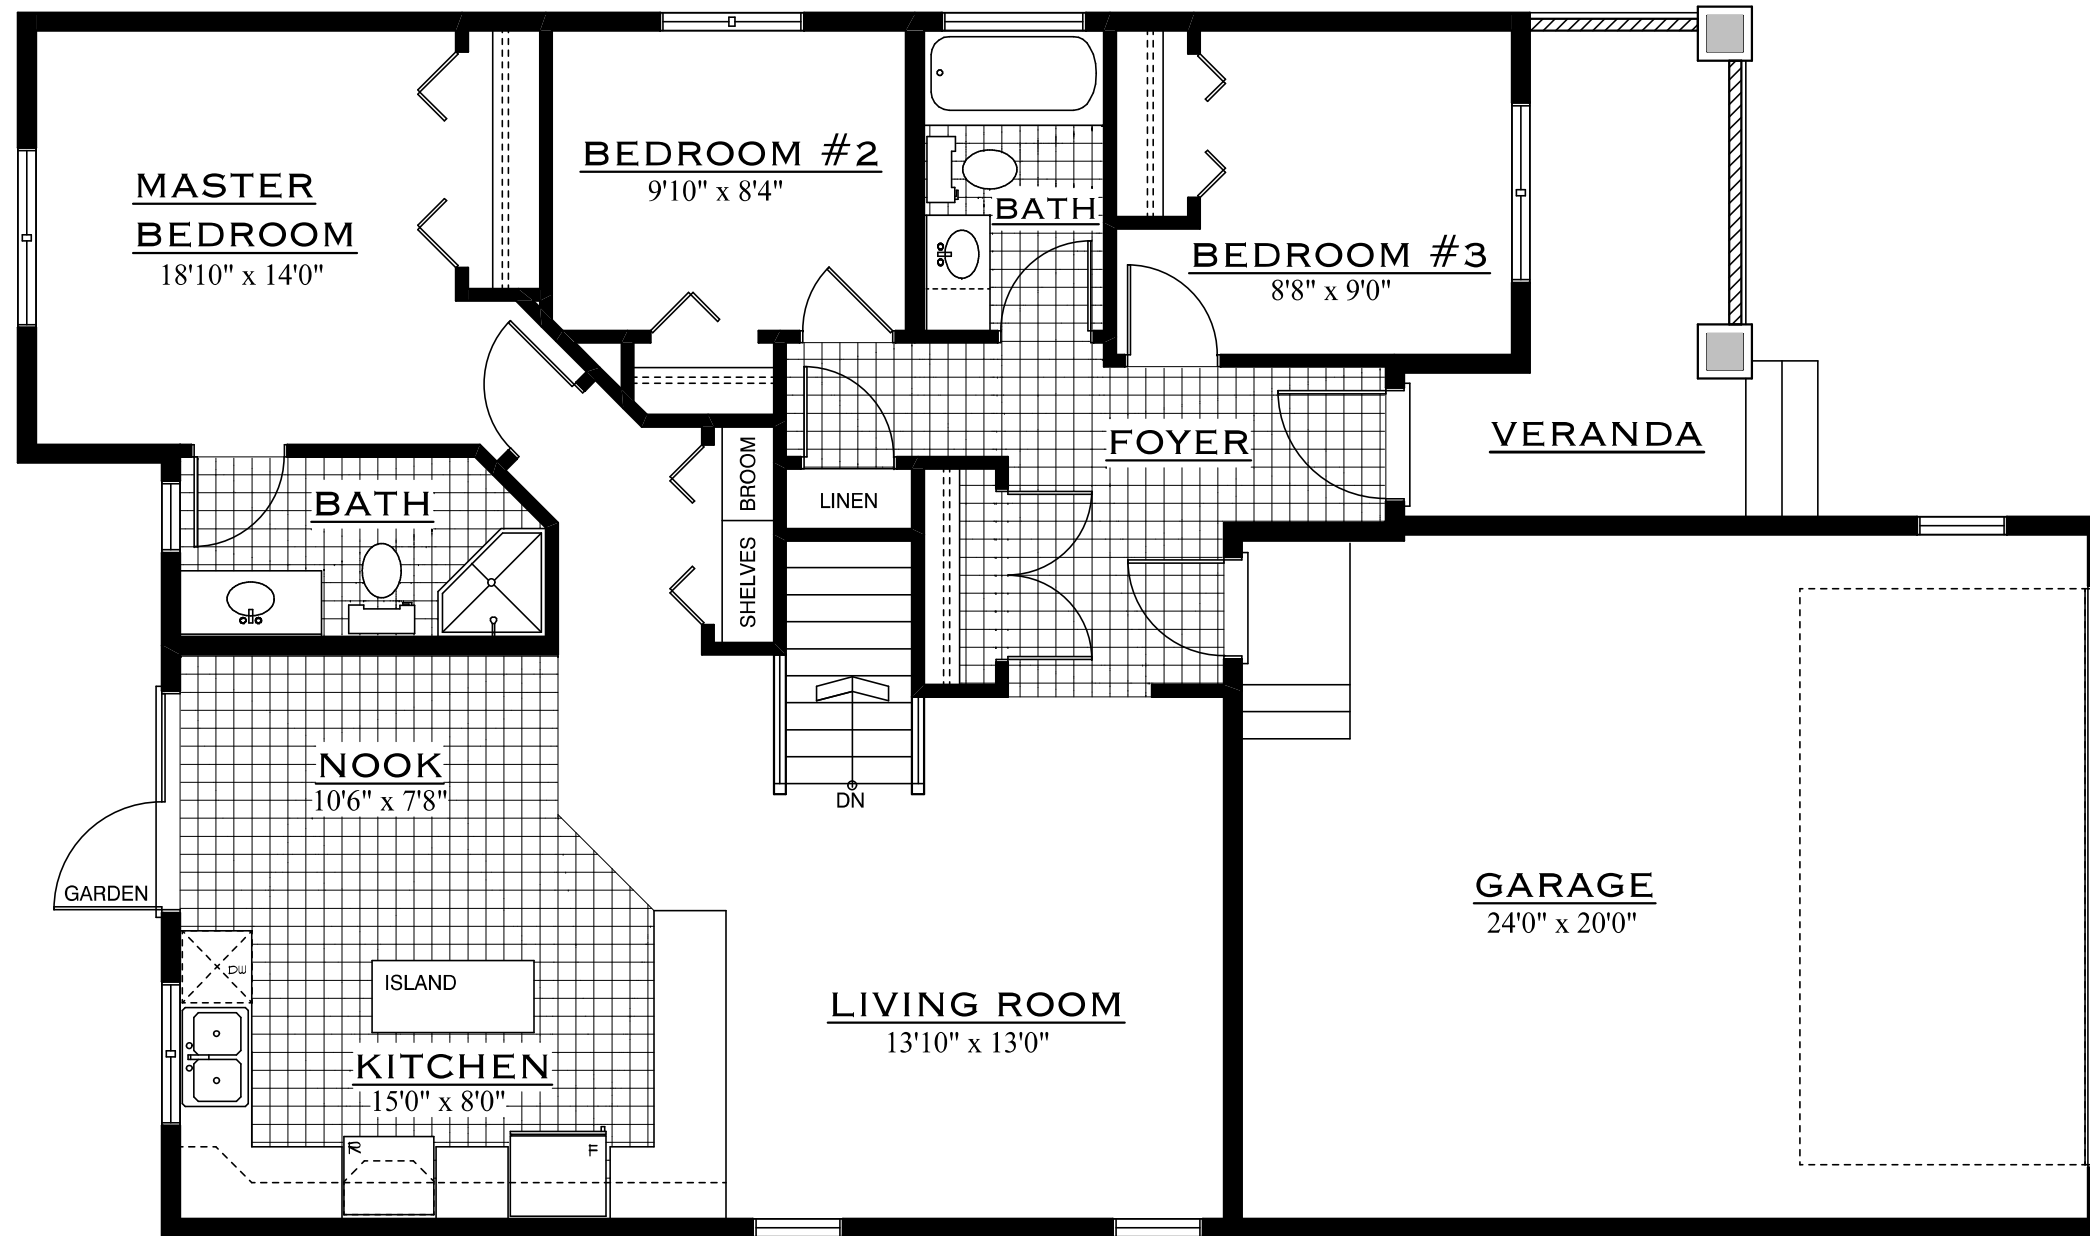 MASTER
BEDROOM
18'10" x 14'0"
BEDROOM #2
9'10" x 8'4"
BATH
BEDROOM #3
8'8" x 9'0"
FOYER
VERANDA
BATH
BROOM
LINEN
SHELVES
NOOK
10'6" x 7'8"
DN
GARDEN
GARAGE
24'0" x 20'0"
DW
ISLAND
LIVING ROOM
13'10" x 13'0"
KITCHEN
15'0" x 8'0"
R
F